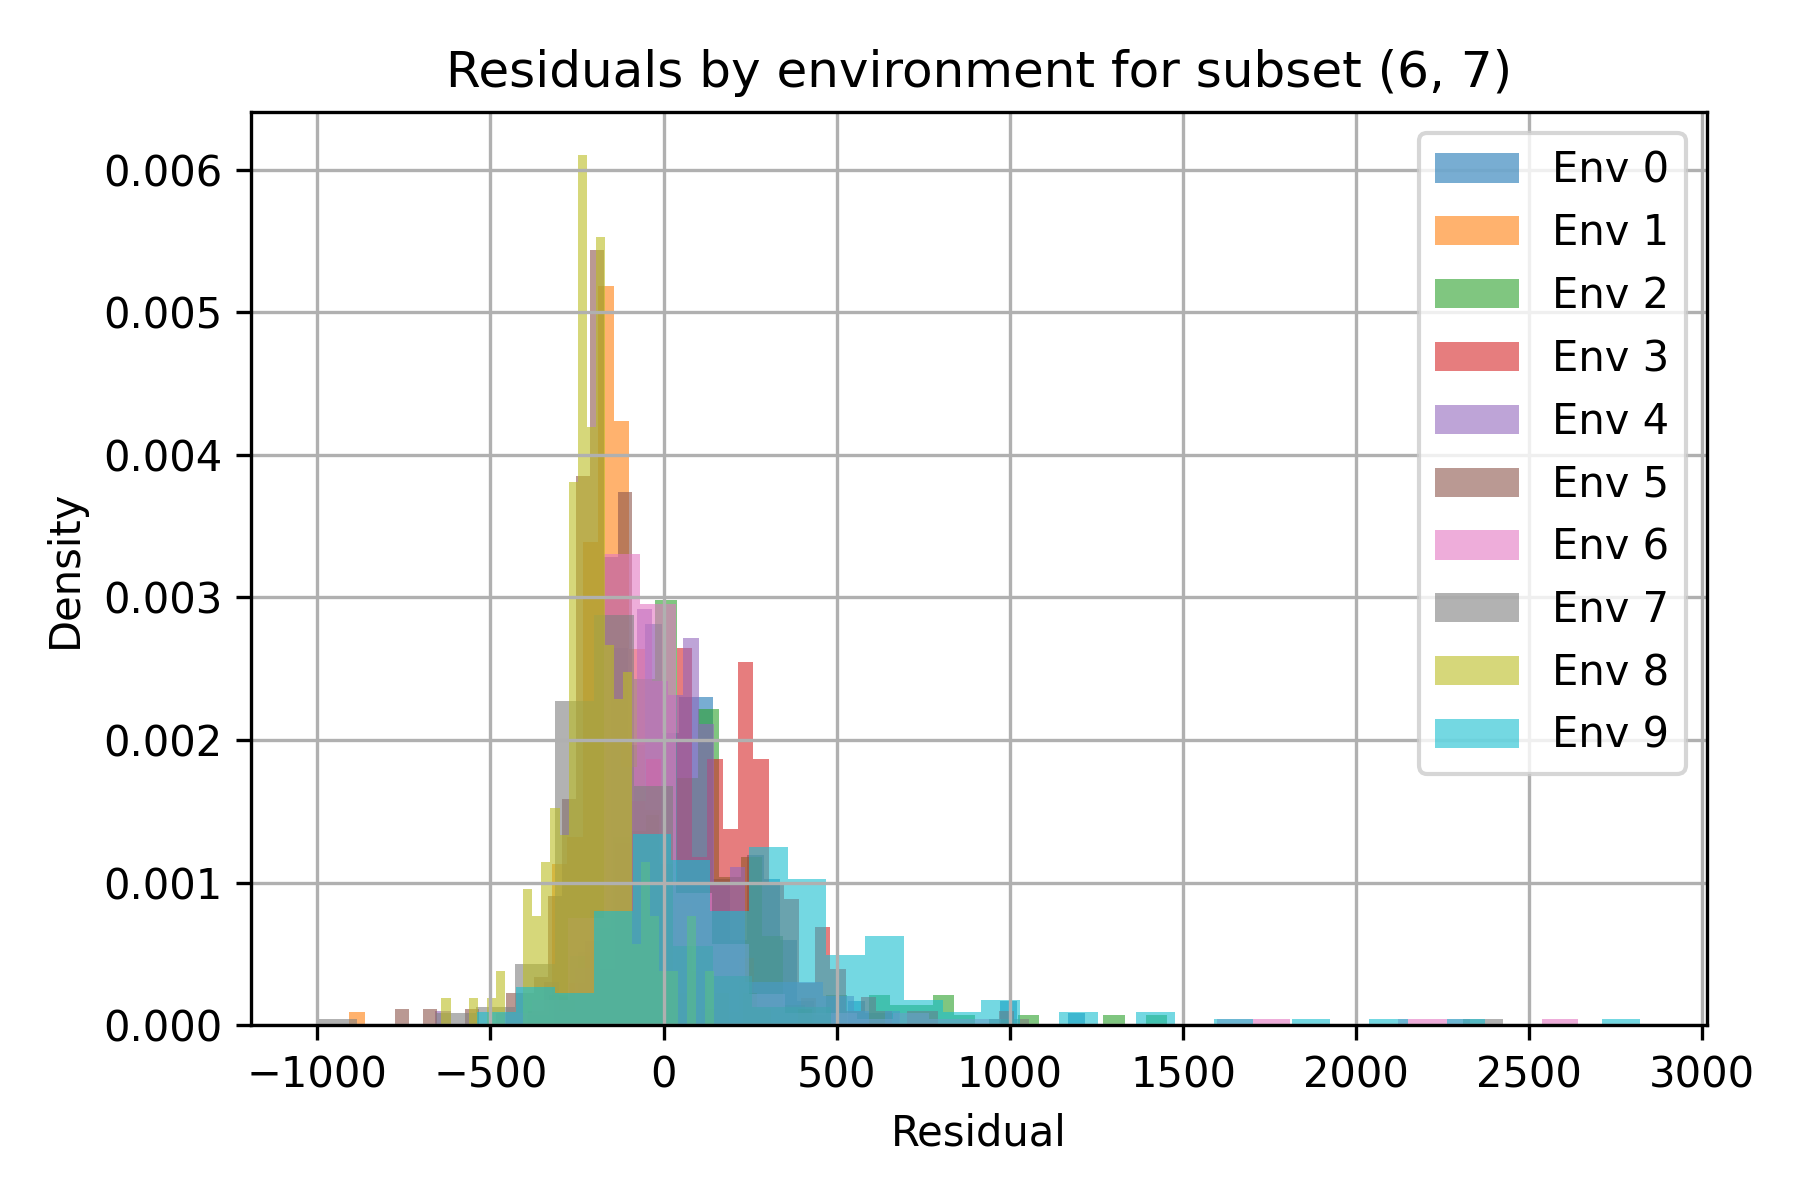 Residuals by environment for subset (6, 7)
0.006
0.005
0.004
0.003
0.002
0.001
0.000
Density
Env 0
Env 1
Env 2
Env 3
Env 4
Env 5
Env 6
Env 7
Env 8
Env 9
−1000 −500 0 500 1000 1500 2000 2500 3000
Residual